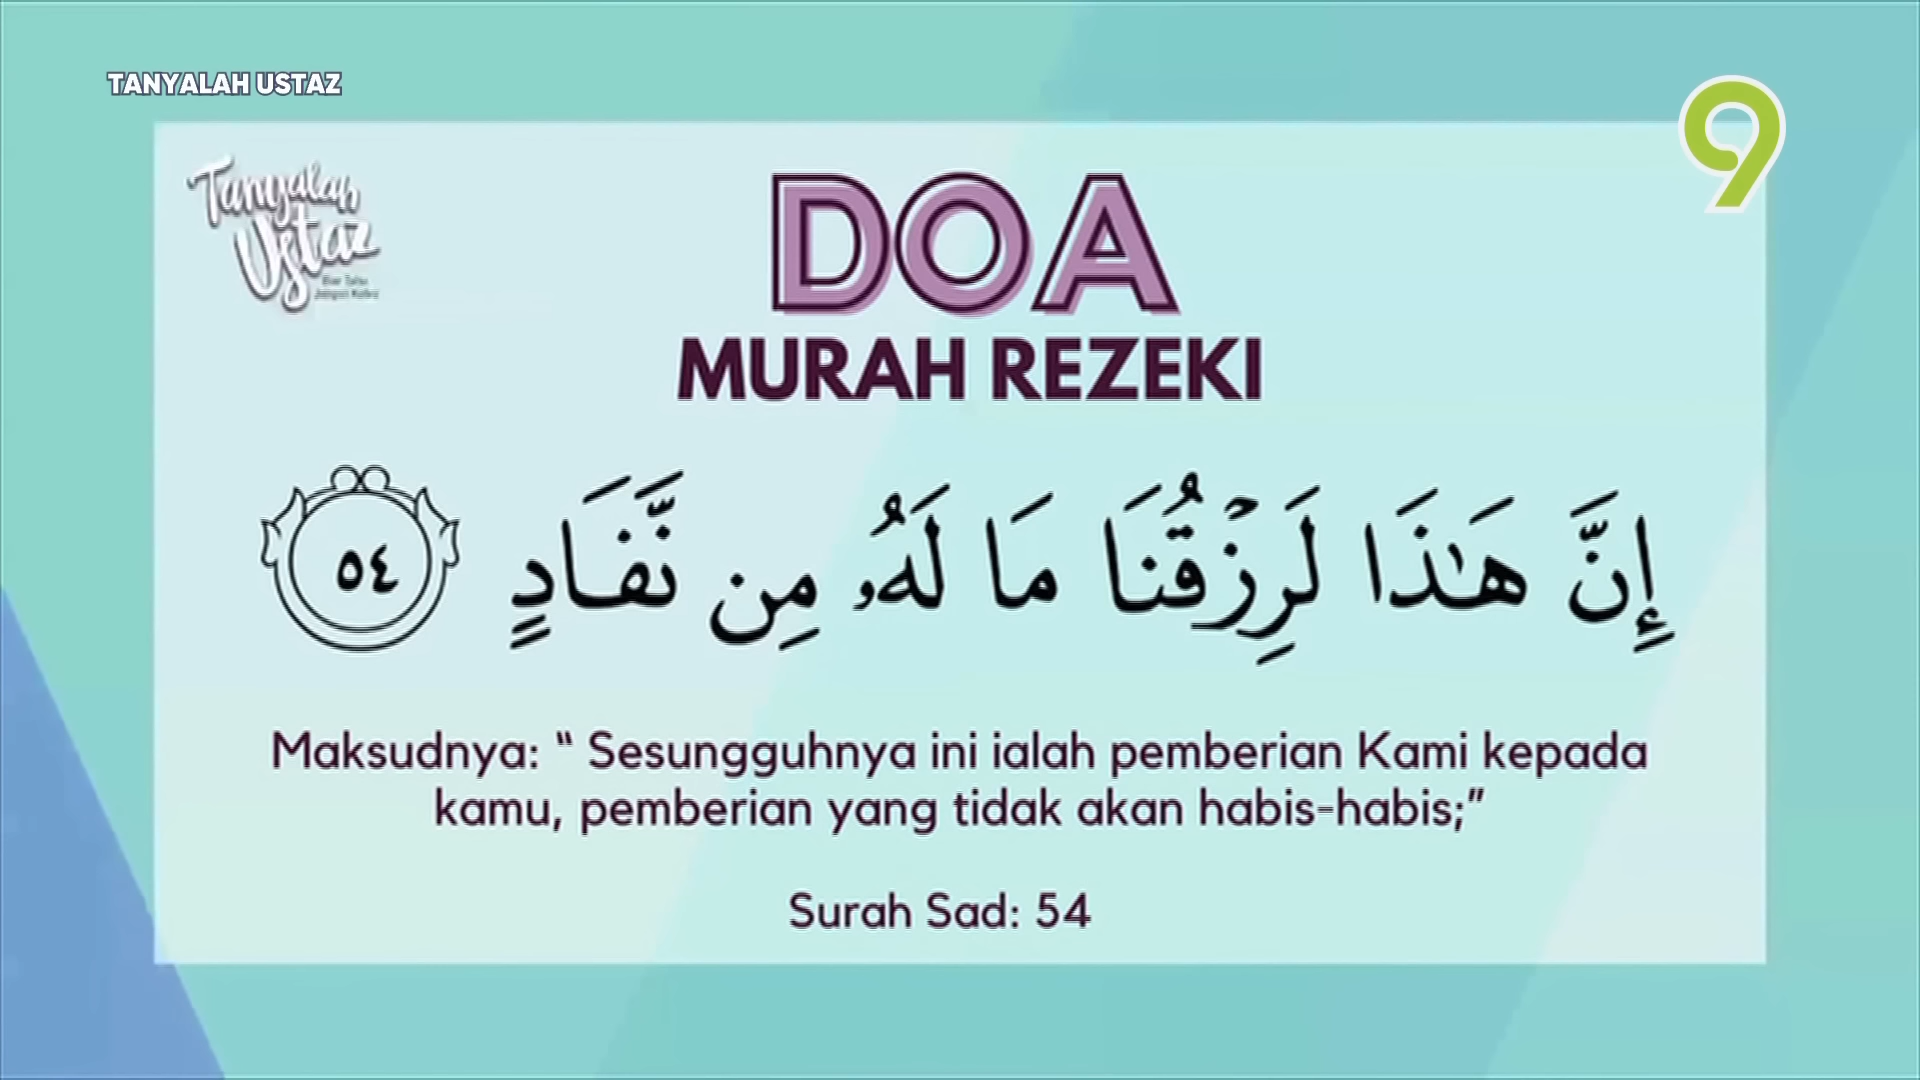 TANYALAH USTAZ
9
Tanyalah
Ustaz
DOA
MURAH REZEKI
إِنَّ هَـٰذَا لَرِزْقُنَا مَا لَهُۥ مِن نَّفَادٍ ٥٤
Maksudnya: “ Sesungguhnya ini ialah pemberian Kami kepada
kamu, pemberian yang tidak akan habis-habis;”
Surah Sad: 54